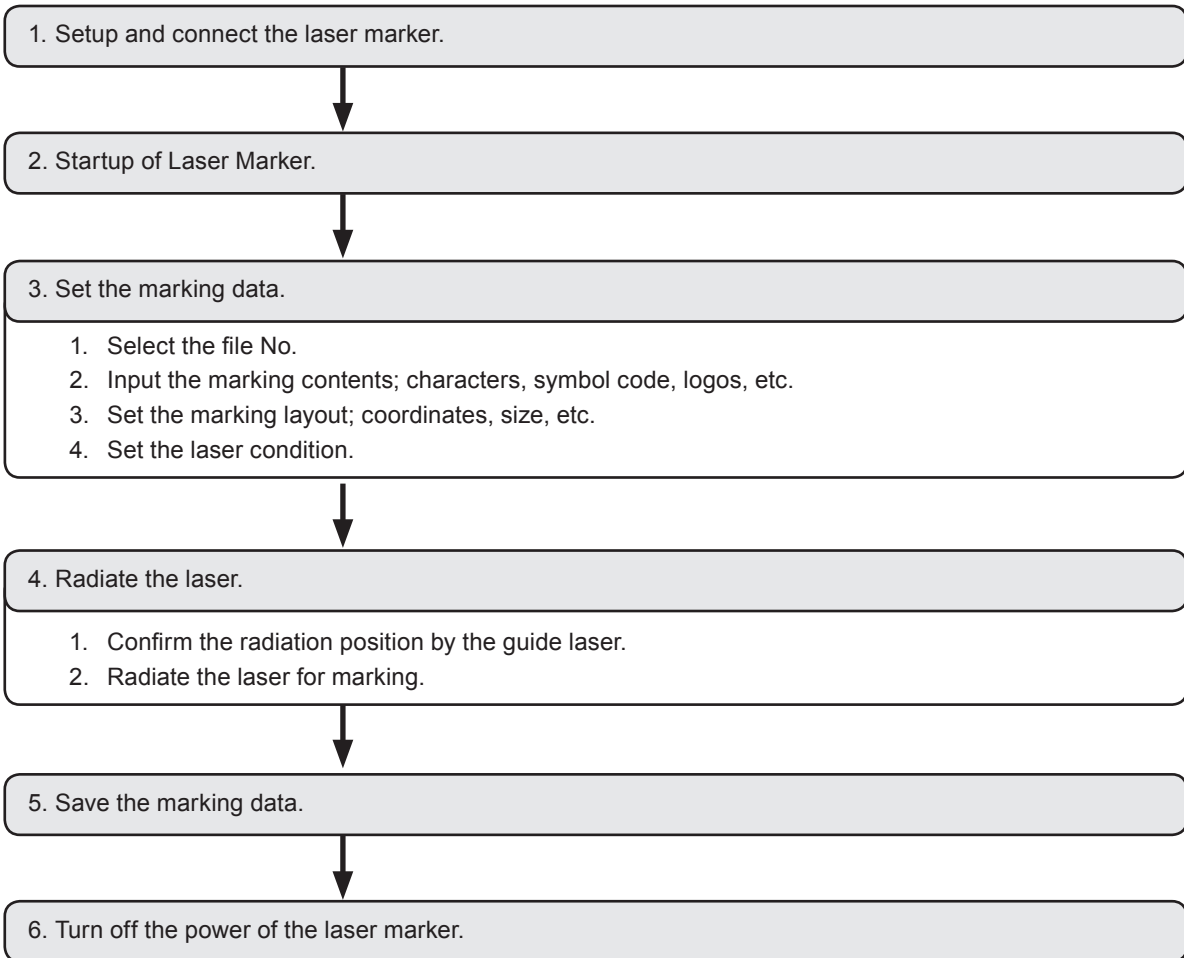 1. Setup and connect the laser marker.
2. Startup of Laser Marker.
3. Set the marking data.
1. Select the file No.
2. Input the marking contents; characters, symbol code, logos, etc.
3. Set the marking layout; coordinates, size, etc.
4. Set the laser condition.
4. Radiate the laser.
1. Confirm the radiation position by the guide laser.
2. Radiate the laser for marking.
5. Save the marking data.
6. Turn off the power of the laser marker.